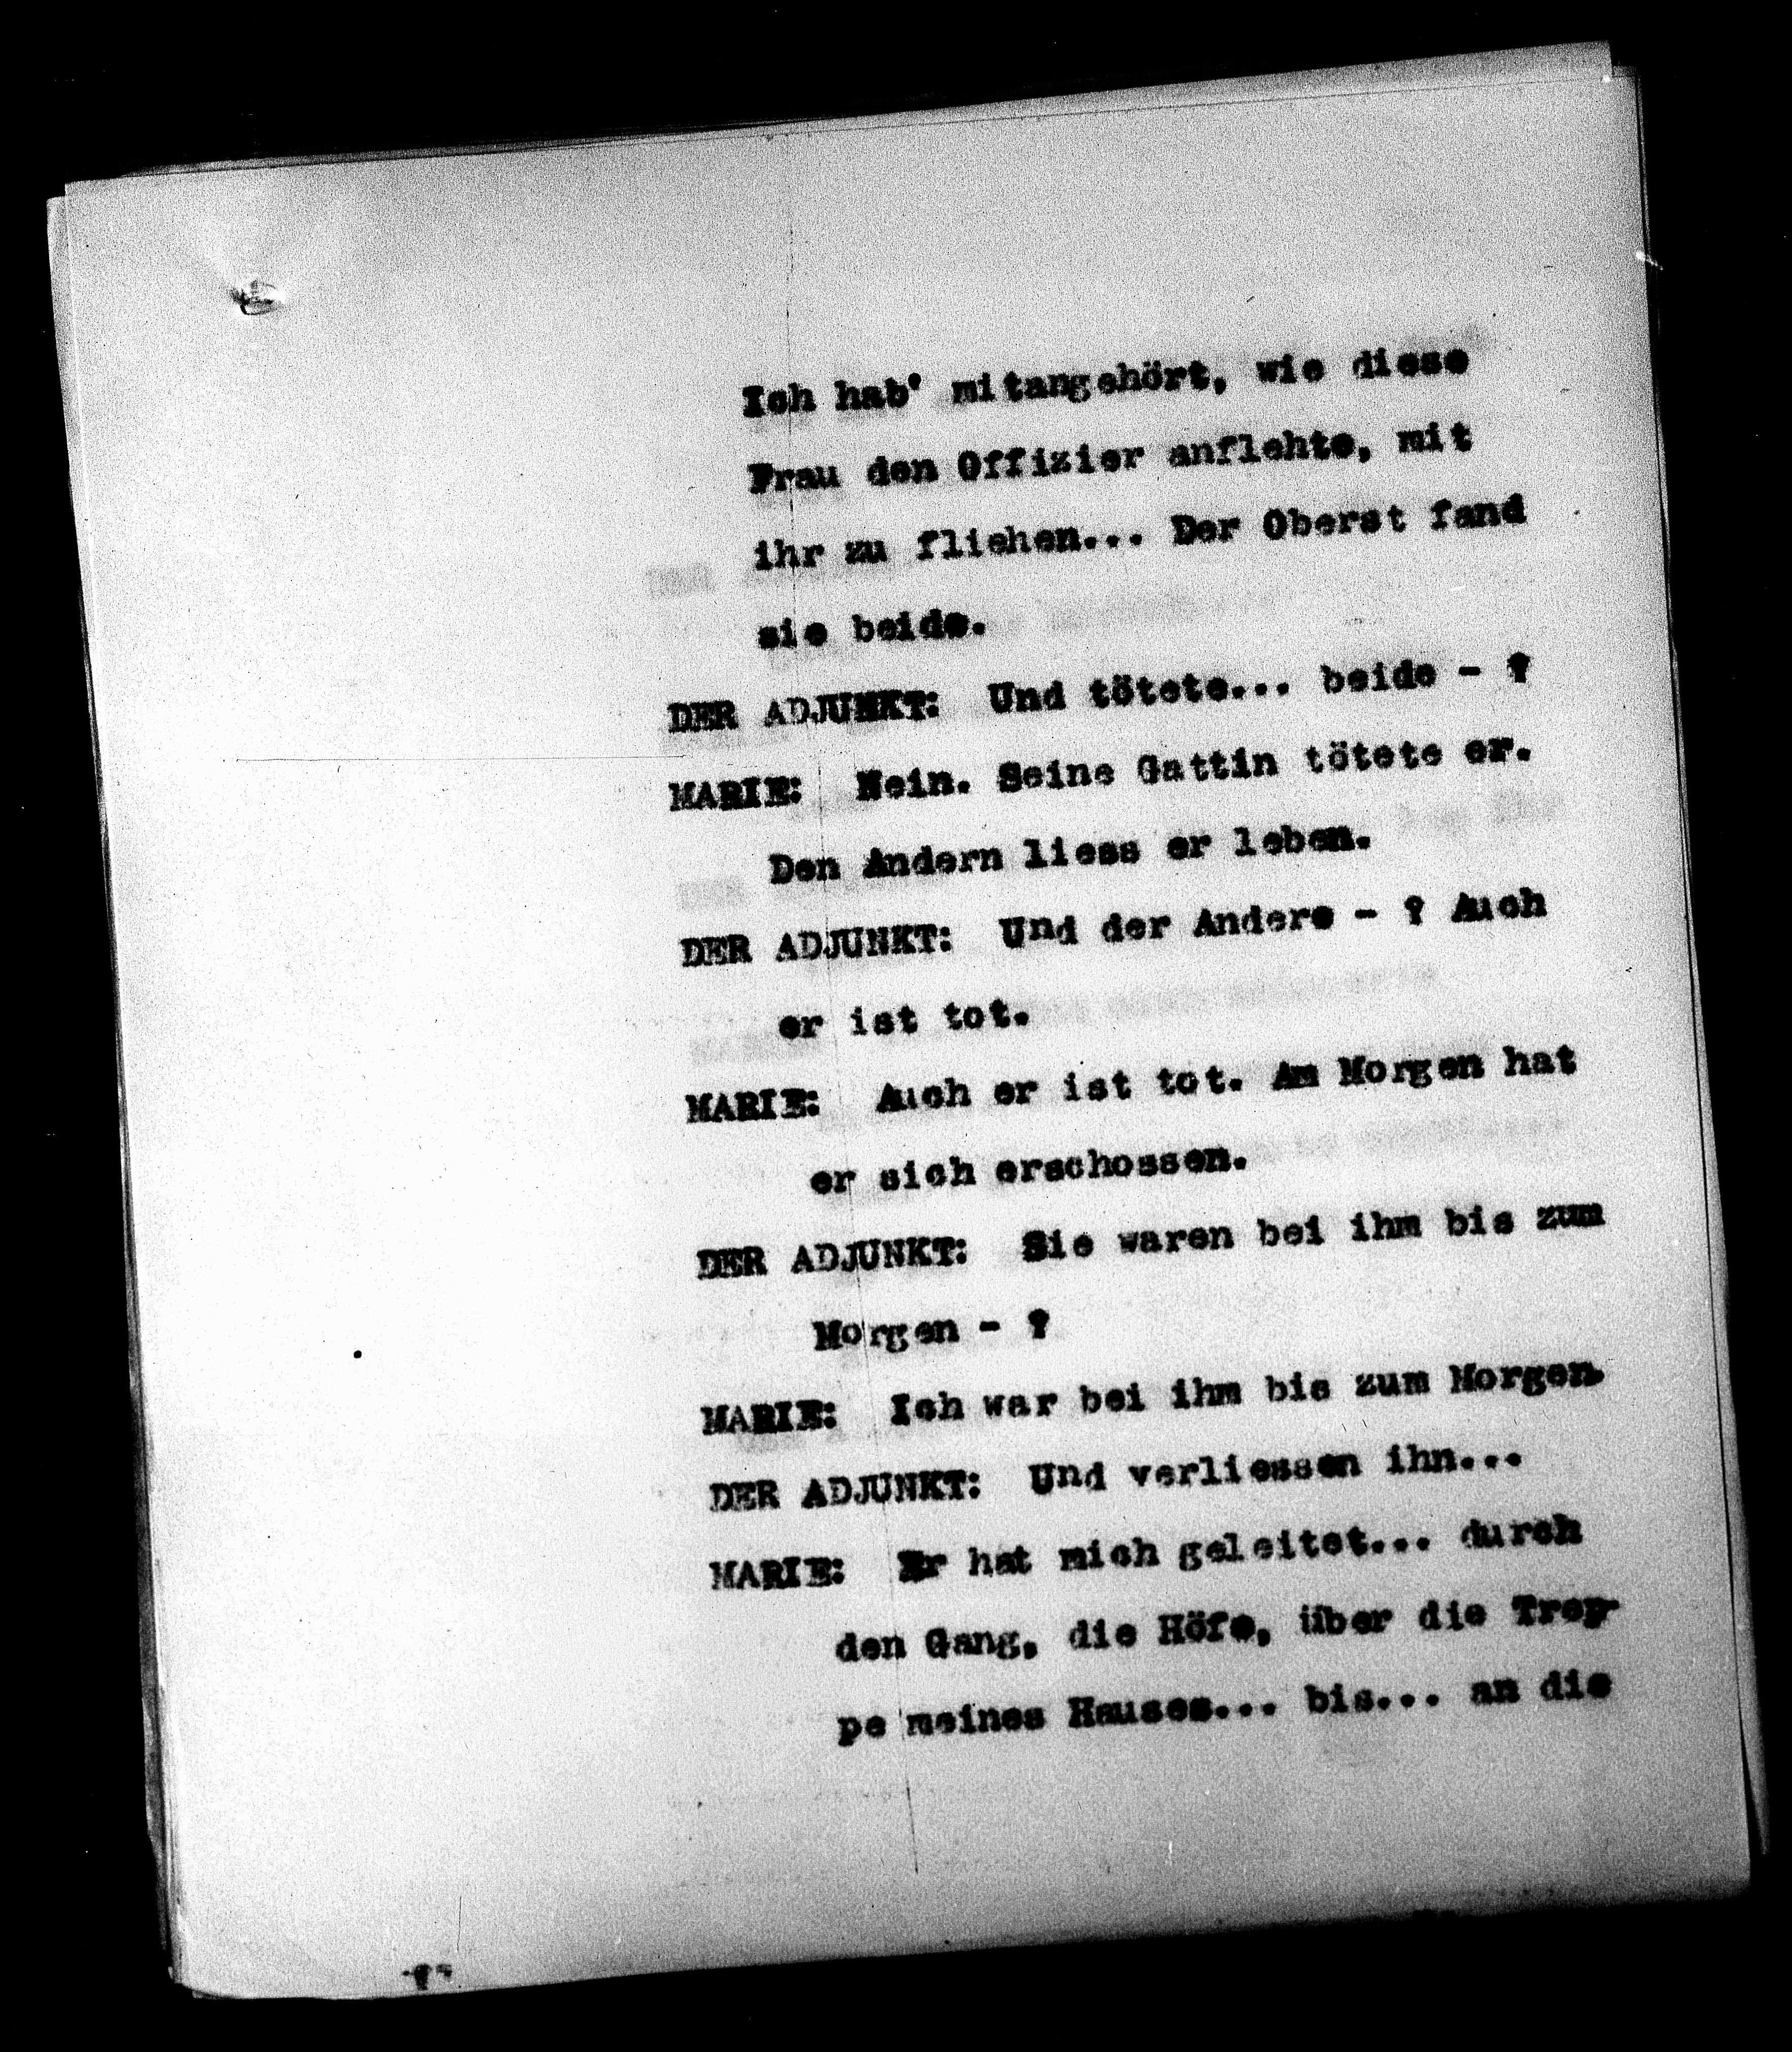 Ich hab' mitangehört, wie diese
Frau den Offizier anflehte, mit
ihr zu fliehen... Der Oberst fand
sie beide.
DER ADJUNKT: Und tötete... beide - ?
MARIE: Nein. Seine Gattin tötete er.
Den Andern liess er leben.
DER ADJUNKT: Und der Andere - ? Auch
er ist tot.
MARIE: Auch er ist tot. Am Morgen hat
er sich erschossen.
DER ADJUNKT: Sie waren bei ihm bis zum
Morgen - ?
MARIE: Ich war bei ihm bis zum Morgen.
DER ADJUNKT: Und verliessen ihn...
MARIE: Er hat mich geleitet... durch
den Gang, die Höfe, über die Trep-
pe meines Hauses... bis... an die